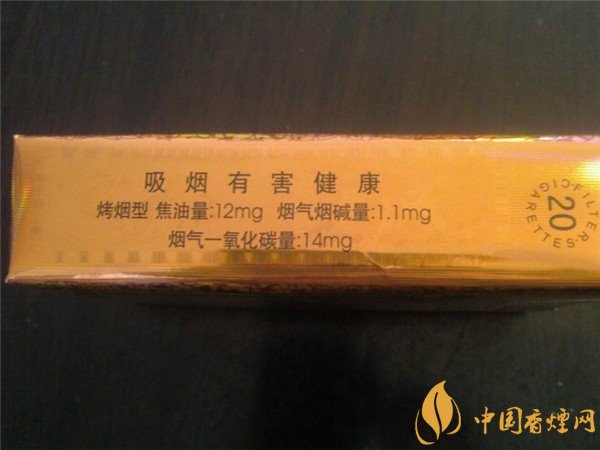 吸烟有害健康
烤烟型 焦油量:12mg 烟气烟碱量:1.1mg
烟气一氧化碳量:14mg
20
FILTER CIGARETTES
中国香煙网